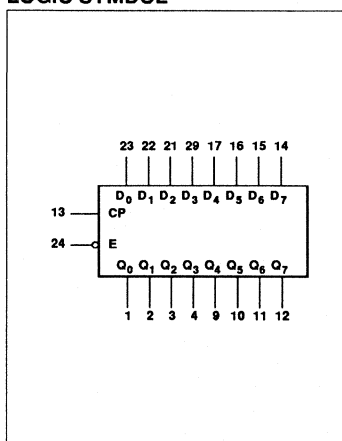 LOGIC SYMBOL
23 22 21 29 17 16 15 14
D0 D1 D2 D3 D4 D5 D6 D7
13 CP
24 E
Q0 Q1 Q2 Q3 Q4 Q5 Q6 Q7
1 2 3 4 9 10 11 12